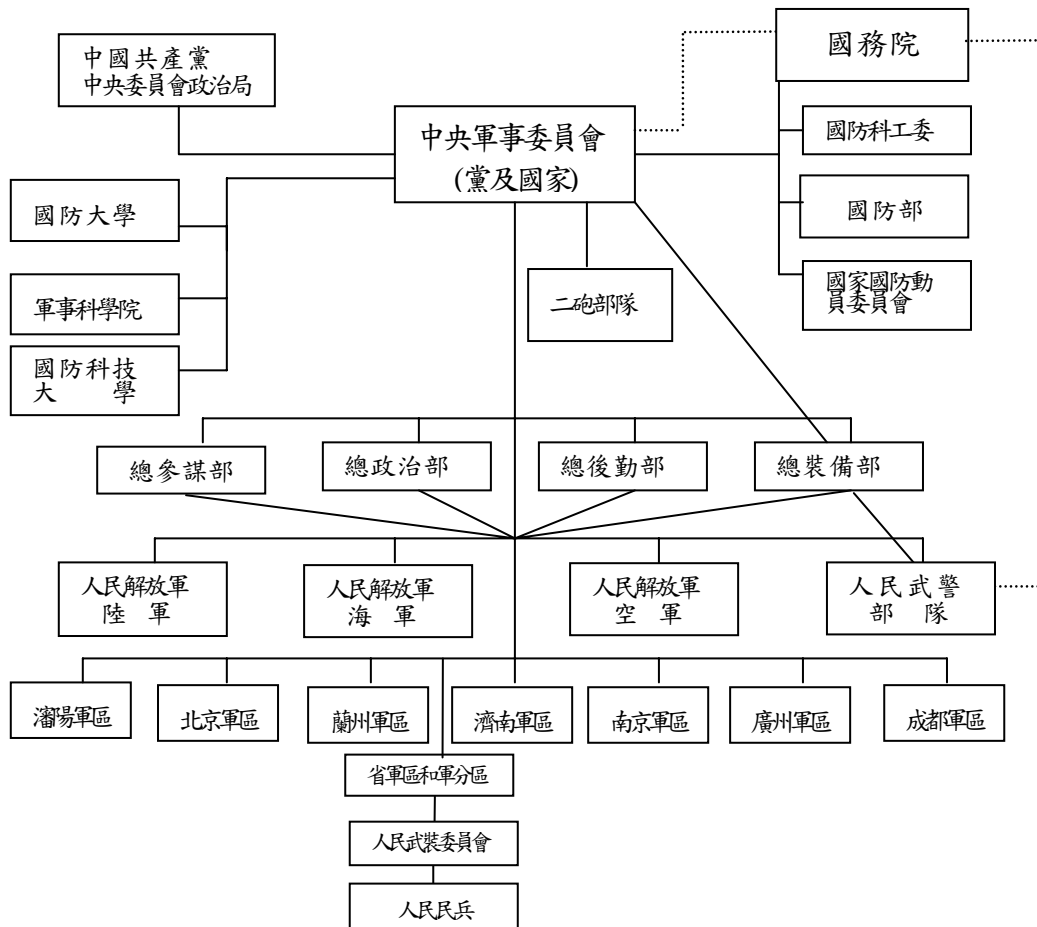 中國共產黨
中央委員會政治局
國務院
中央軍事委員會
(黨及國家)
國防科工委
國防部
國家國防動
員委員會
國防大學
軍事科學院
國防科技
大　學
二砲部隊
總參謀部
總政治部
總後勤部
總裝備部
人民解放軍
陸　軍
人民解放軍
海　軍
人民解放軍
空　軍
人民武警
部　隊
瀋陽軍區
北京軍區
蘭州軍區
濟南軍區
南京軍區
廣州軍區
成都軍區
省軍區和軍分區
人民武裝委員會
人民民兵